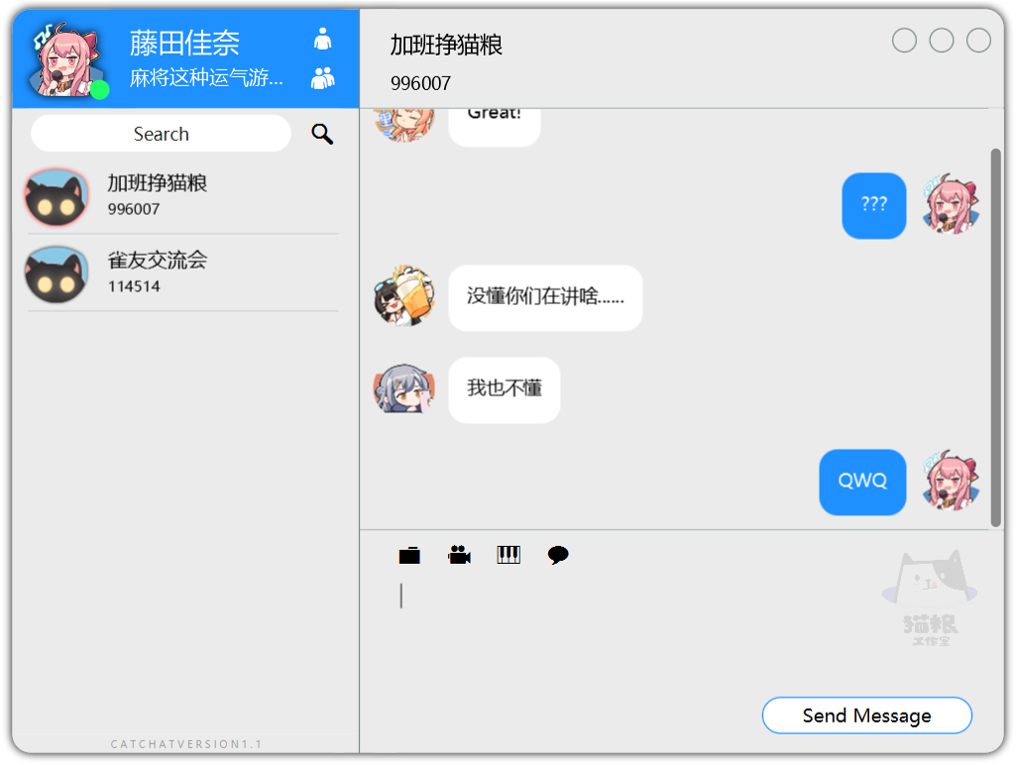 藤田佳奈
麻将这种运气游...
Search
加班挣猫粮
996007
雀友交流会
114514
CATCHATVERSION1.1
加班挣猫粮
996007
Great!
???
没懂你们在讲啥......
我也不懂
QWQ
猫粮
工作室
Send Message